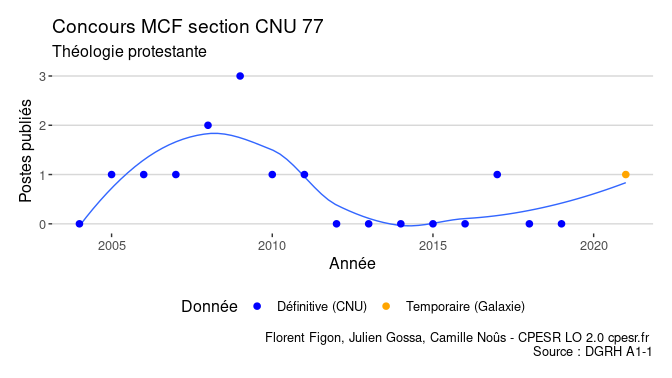 Concours MCF section CNU 77
Théologie protestante
Postes publiés
3
2
1
0
2005 2010 2015 2020
Année
Donnée Définitive (CNU) Temporaire (Galaxie)
Florent Figon, Julien Gossa, Camille Noûs - CPESR LO 2.0 cpesr.fr
Source : DGRH A1-1